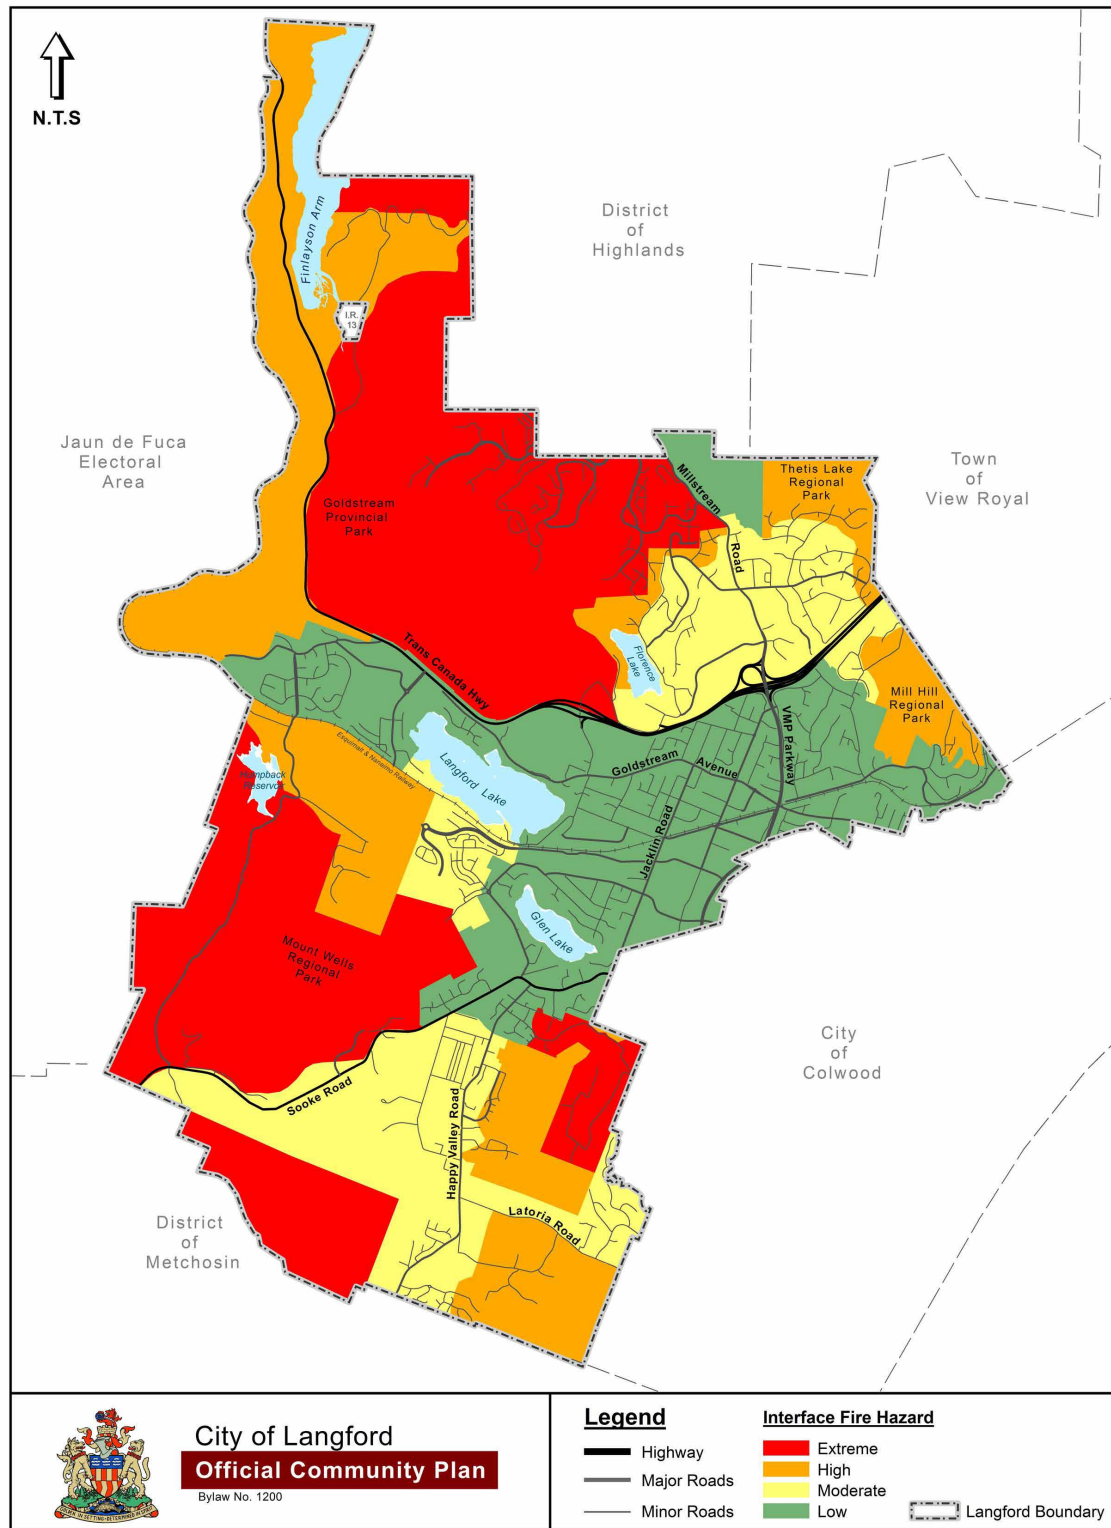 N.T.S
District
of
Highlands
Finlayson Arm
I.R.
13
Jaun de Fuca
Electoral
Area
Town
of
View Royal
Thetis Lake
Regional
Park
Millstream
Road
Goldstream
Provincial
Park
Trans Canada Hwy
Florence
Lake
Mill Hill
Regional
Park
VMP Parkway
Goldstream
Avenue
Esquimalt & Nanaimo Railway
Langford Lake
Humpback
Reservoir
Jacklin Road
Glen Lake
Mount Wells
Regional
Park
City
of
Colwood
Sooke Road
Happy Valley Road
Latoria Road
District
of
Metchosin
City of Langford
Official Community Plan
Bylaw No. 1200
Legend
Highway
Major Roads
Minor Roads
Interface Fire Hazard
Extreme
High
Moderate
Low
Langford Boundary